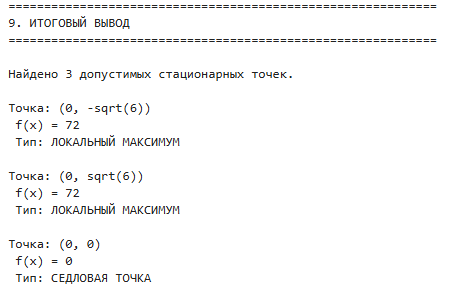 ============================================================
9. ИТОГОВЫЙ ВЫВОД
============================================================
Найдено 3 допустимых стационарных точек.
Точка: (0, -sqrt(6))
f(x) = 72
Тип: ЛОКАЛЬНЫЙ МАКСИМУМ
Точка: (0, sqrt(6))
f(x) = 72
Тип: ЛОКАЛЬНЫЙ МАКСИМУМ
Точка: (0, 0)
f(x) = 0
Тип: СЕДЛОВАЯ ТОЧКА